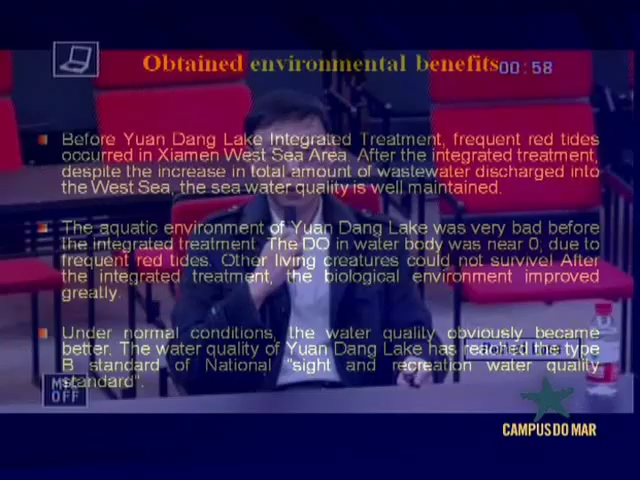 Obtained environmental benefits
00:58
Before Yuan Dang Lake Integrated Treatment, frequent red tides
occurred in Xiamen West Sea Area. After the integrated treatment,
despite the increase in total amount of wastewater discharged into
the West Sea, the sea water quality is well maintained.
The aquatic environment of Yuan Dang Lake was very bad before
the integrated treatment. The DO in water body was near 0; due to
frequent red tides. Other living creatures could not survive! After
the integrated treatment, the biological environment improved
greatly.
Under normal conditions, the water quality obviously became
better. The water quality of Yuan Dang Lake has reached the type
B standard of National "sight and recreation water quality
standard".
OFF
CAMPUS DO MAR